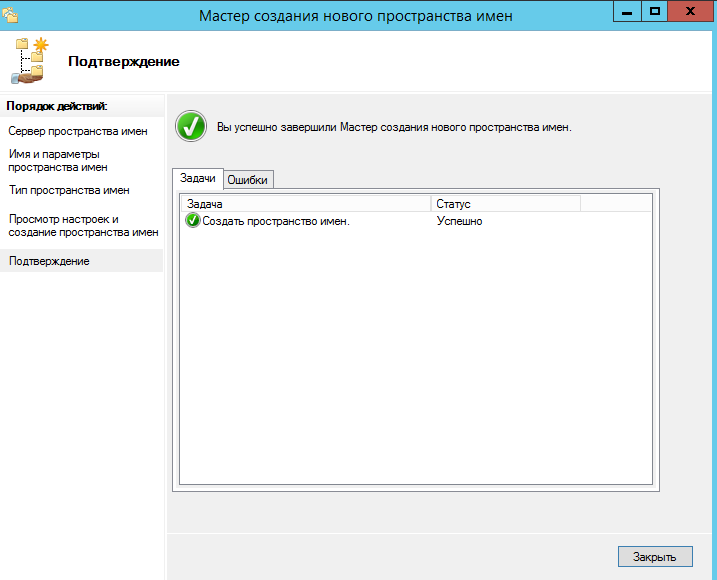 Мастер создания нового пространства имен
Подтверждение
Порядок действий:
Сервер пространства имен
Имя и параметры
пространства имен
Тип пространства имен
Просмотр настроек и
создание пространства имен
Подтверждение
Вы успешно завершили Мастер создания нового пространства имен.
Задачи Ошибки
Задача Статус
Создать пространство имен. Успешно
Закрыть